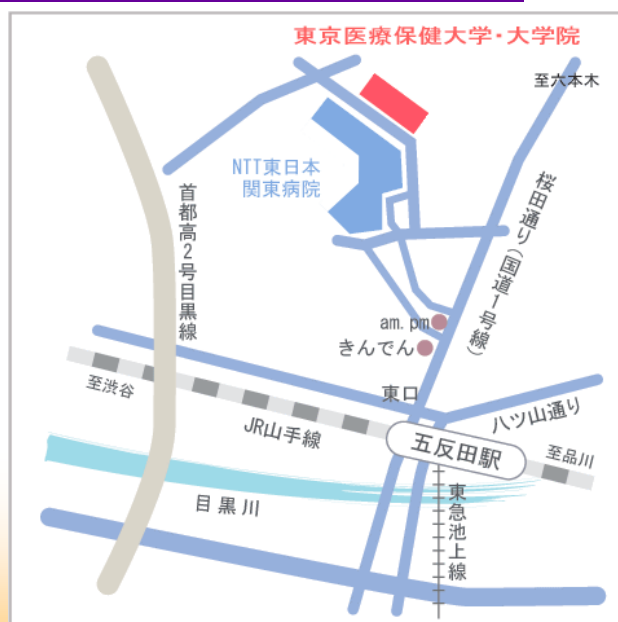 東京医療保健大学・大学院
至六本木
NTT東日本
関東病院
首都高2号目黒線
桜田通り(国道1号線)
am.pm
きんでん
東口
至渋谷
八ツ山通り
JR山手線
五反田駅
至品川
目黒川
東急池上線